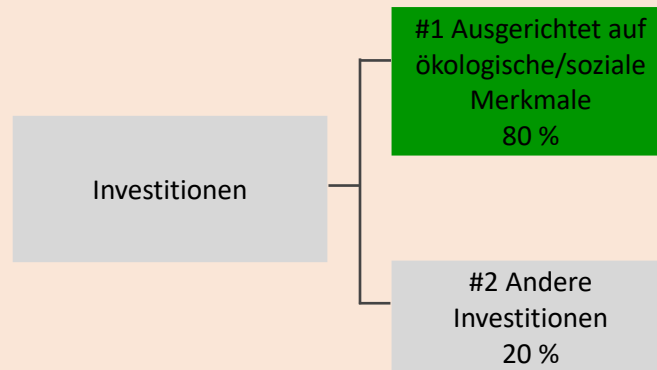 #1 Ausgerichtet auf
ökologische/soziale
Merkmale
80 %
Investitionen
#2 Andere
Investitionen
20 %